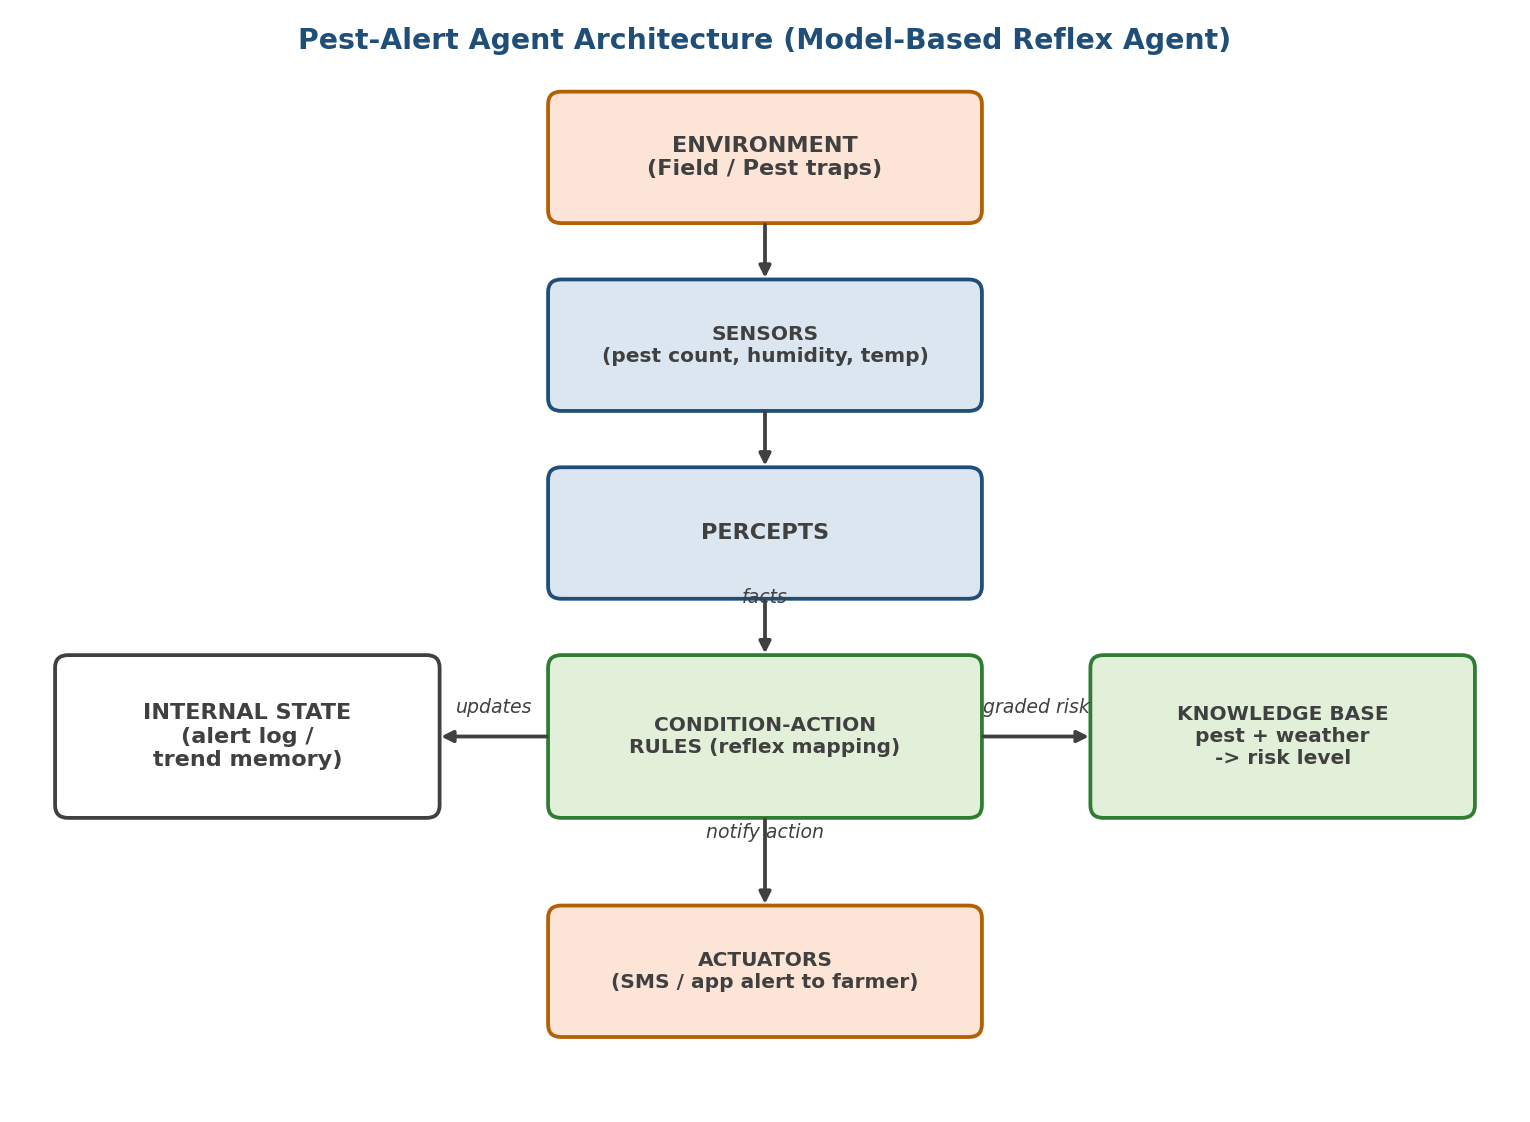 Pest-Alert Agent Architecture (Model-Based Reflex Agent)
ENVIRONMENT
(Field / Pest traps)
SENSORS
(pest count, humidity, temp)
PERCEPTS
facts
INTERNAL STATE
(alert log /
trend memory)
updates
CONDITION-ACTION
RULES (reflex mapping)
graded risk
KNOWLEDGE BASE
pest + weather
-> risk level
notify action
ACTUATORS
(SMS / app alert to farmer)